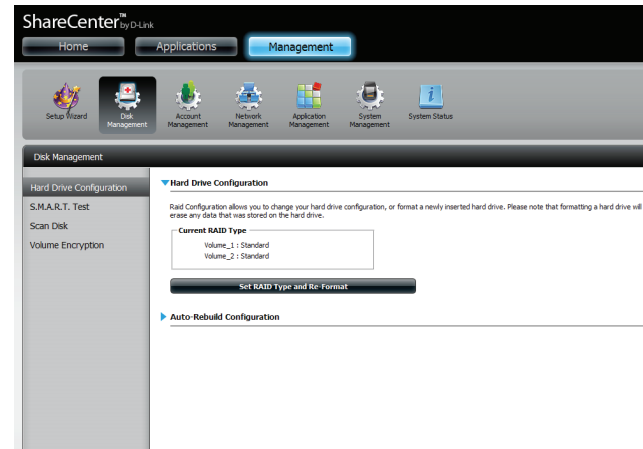 ShareCenter™ by D-Link
Home Applications Management
Setup Wizard Disk Management Account Management Network Management Application Management System Management System Status
Disk Management
Hard Drive Configuration
S.M.A.R.T. Test
Scan Disk
Volume Encryption
Hard Drive Configuration
Raid Configuration allows you to change your hard drive configuration, or format a newly inserted hard drive. Please note that formatting a hard drive will
erase any data that was stored on the hard drive.
Current RAID Type
Volume_1 : Standard
Volume_2 : Standard
Set RAID Type and Re-Format
Auto-Rebuild Configuration